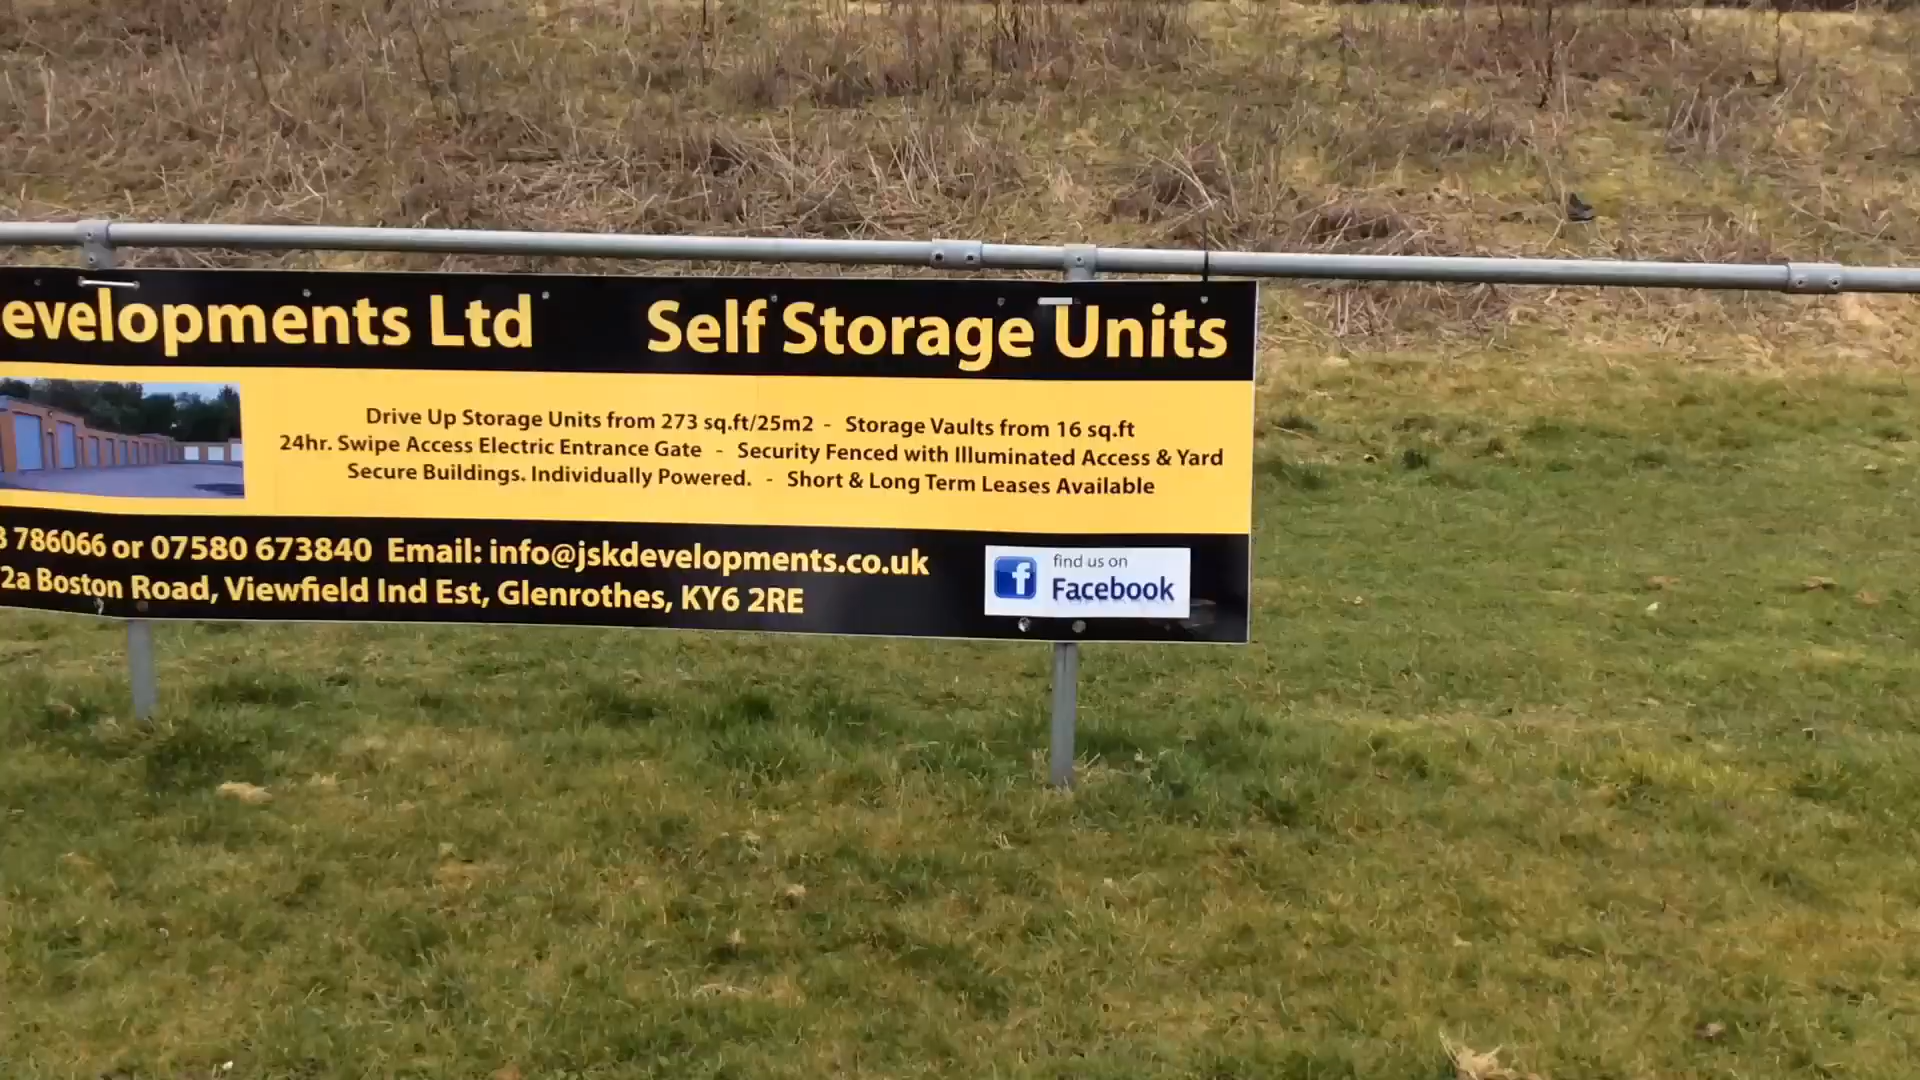 evelopments Ltd Self Storage Units
Drive Up Storage Units from 273 sq.ft/25m2 - Storage Vaults from 16 sq.ft
24hr. Swipe Access Electric Entrance Gate - Security Fenced with Illuminated Access & Yard
Secure Buildings. Individually Powered. - Short & Long Term Leases Available
786066 or 07580 673840 Email: info@jskdevelopments.co.uk
2a Boston Road, Viewfield Ind Est, Glenrothes, KY6 2RE
f find us on
Facebook